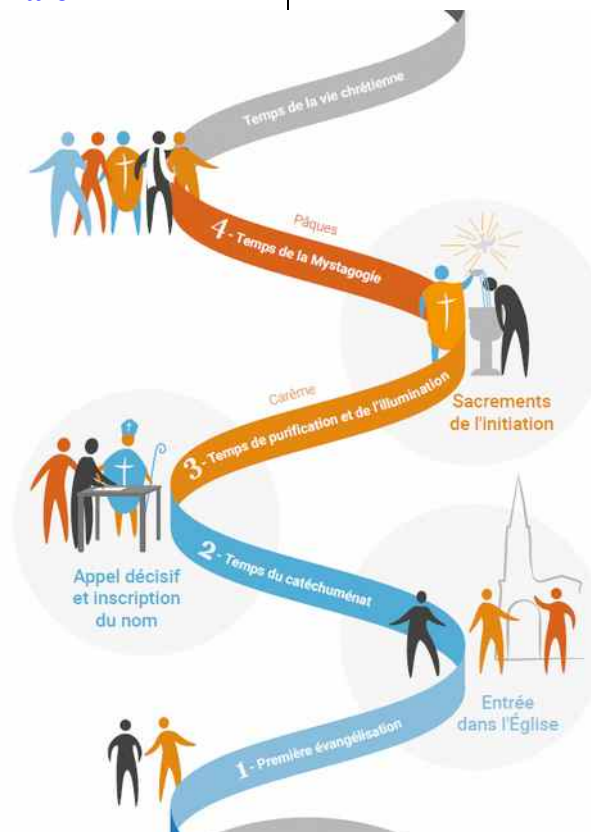 Temps de la vie chrétienne
Pâques
4 - Temps de la Mystagogie
Sacrements
de l'initiation
Carême
3 - Temps de purification et de l'illumination
Appel décisif
et inscription
du nom
2 - Temps du catéchuménat
Entrée
dans l'Église
1 - Première évangélisation